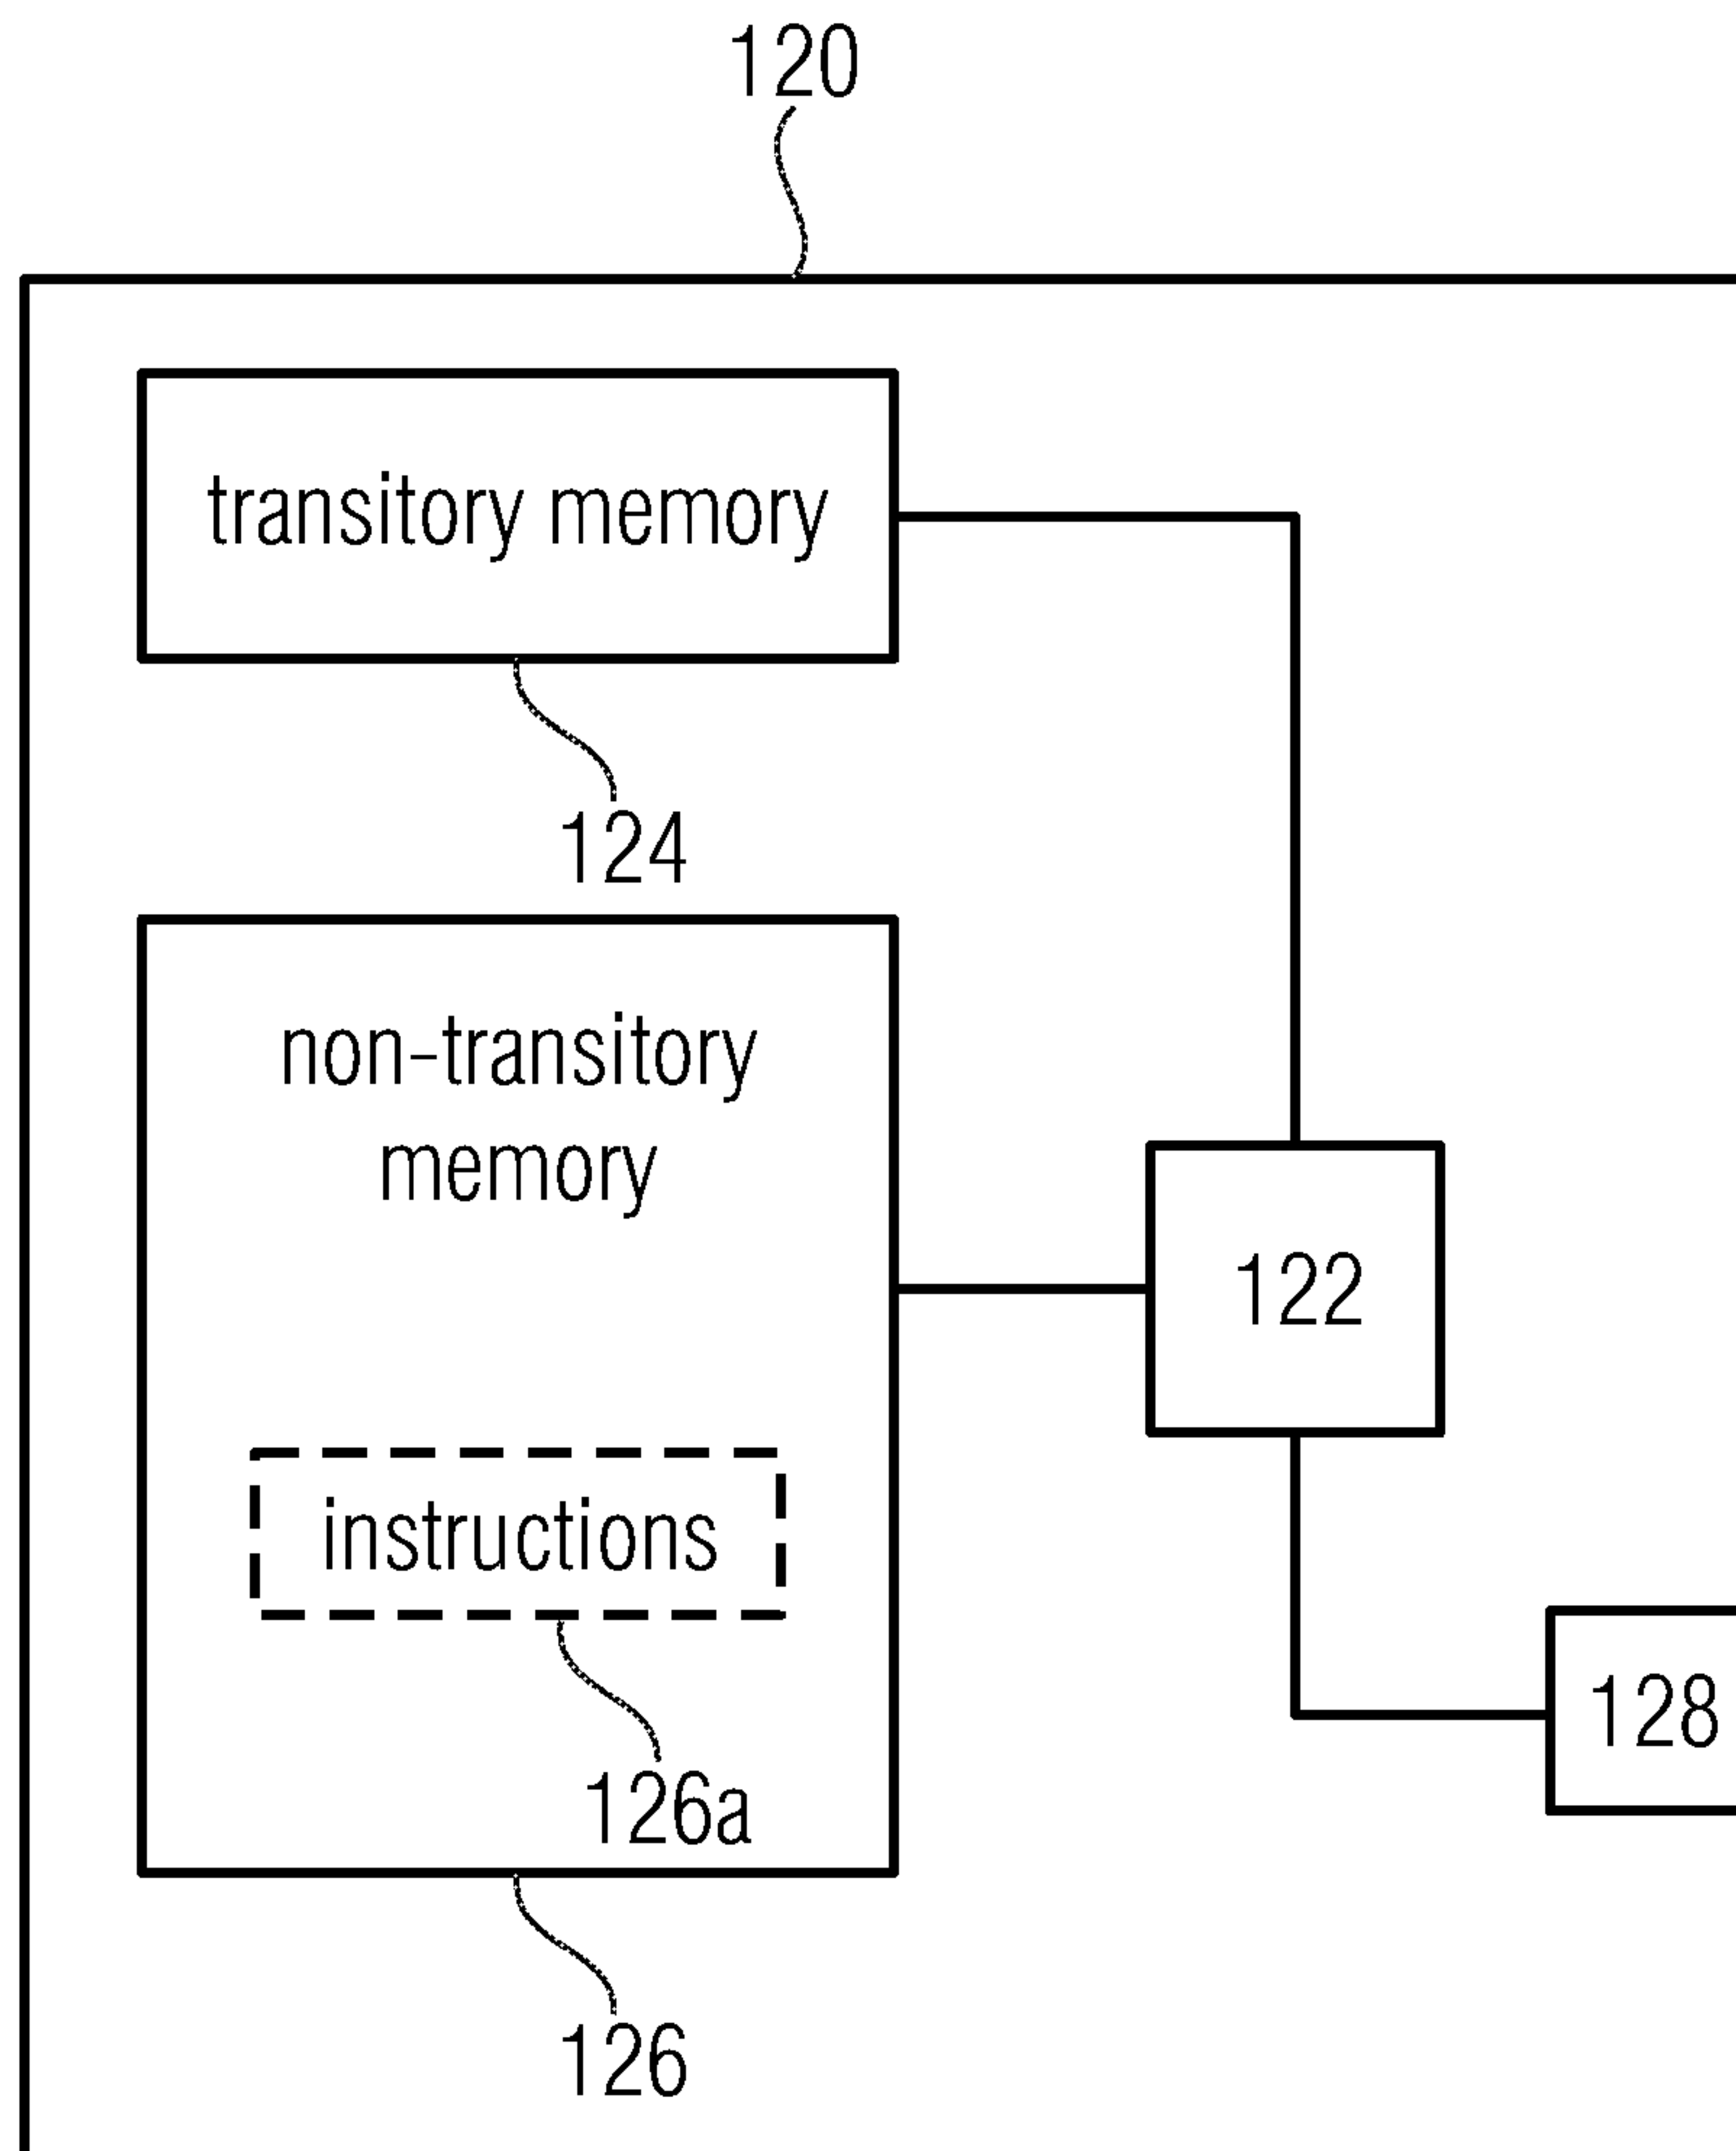 120
transitory memory
124
non-transitory
memory
122
instructions
128
126a
126